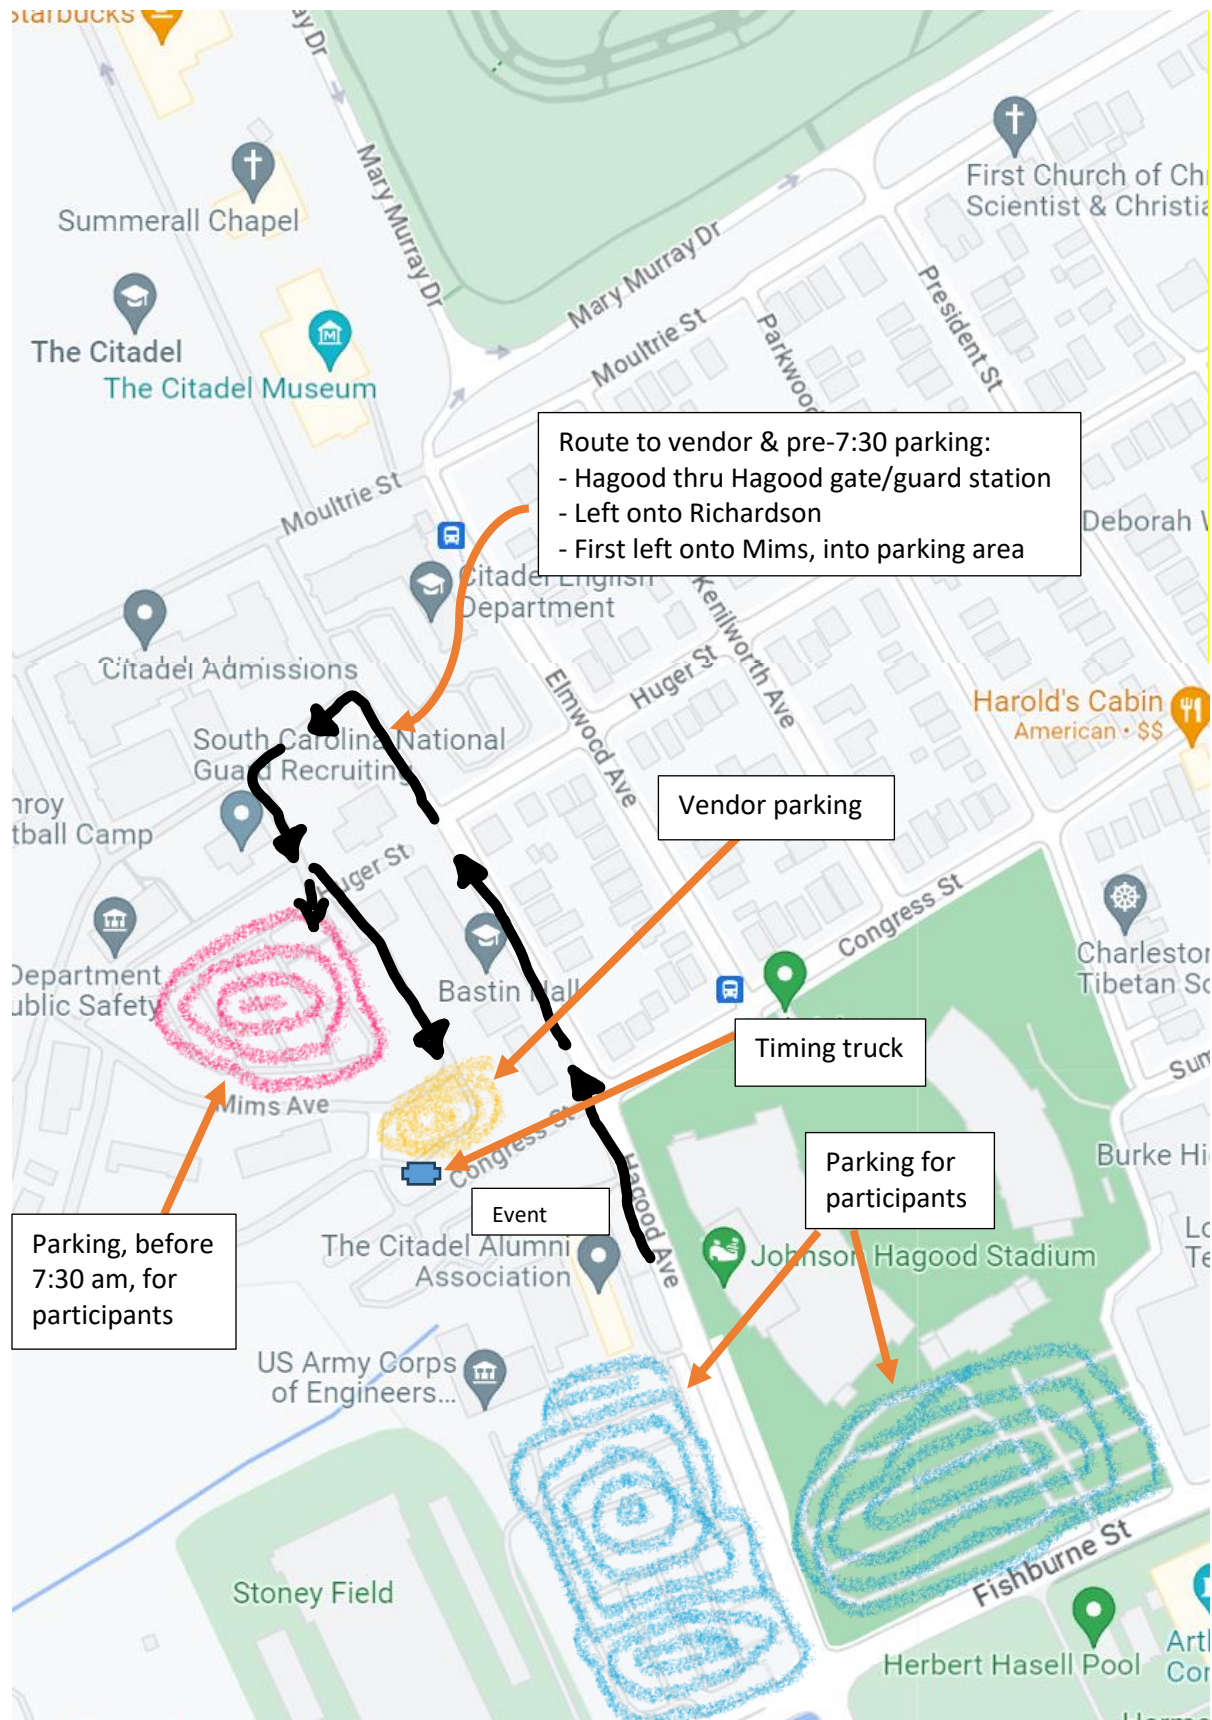 Starbucks
Mary Murray Dr
Summerall Chapel
First Church of
Scientist &
The Citadel
The Citadel Museum
Mary Murray Dr
Moultrie St
President St
Route to vendor & pre-7:30 parking:
- Hagood thru Hagood gate/guard station
- Left onto Richardson
- First left onto Mims, into parking area
Moultrie St
Deborah
Citadel English
Department
Kenilworth Ave
Citadel Admissions
Huger St
Elmwood Ave
Harold's Cabin
American • $$
South Carolina National
Guard Recruiting
Vendor parking
Camp
Huger St
Congress St
Department
Safety
Bastin Hall
Charleston
Tibetan
Timing truck
Mims Ave
Congress St
Hagood Ave
Parking for
participants
Burke
Event
Parking, before
7:30 am, for
participants
The Citadel Alumni
Association
Johnson Hagood Stadium
US Army Corps
of Engineers...
Stoney Field
Fishburne St
Herbert Hasell Pool